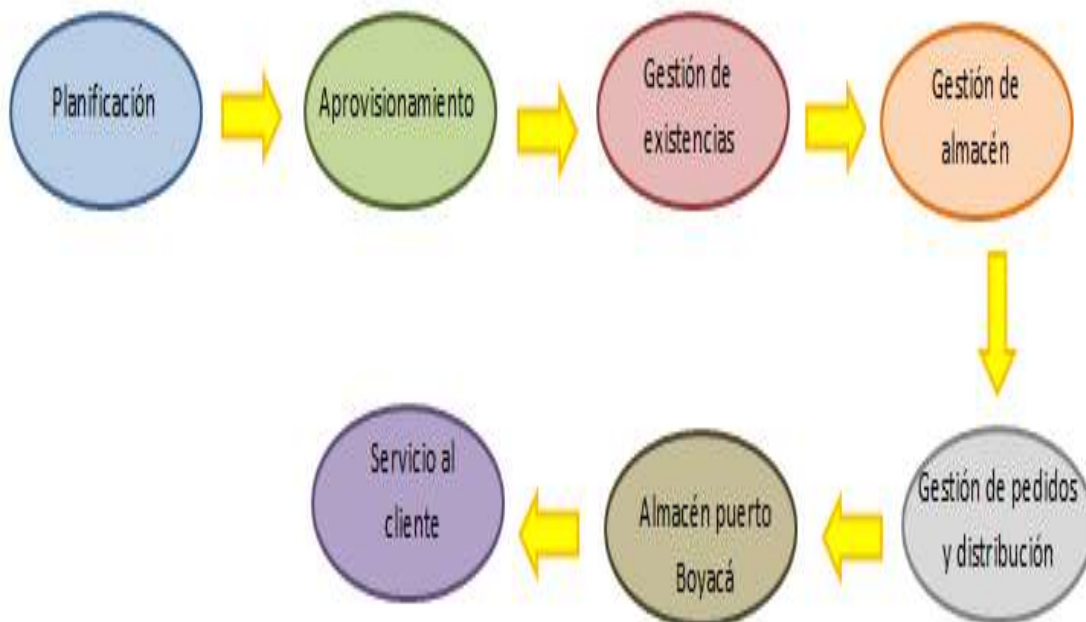 Planificación
Aprovisionamiento
Gestión de
existencias
Gestión de
almacén
Gestión de pedidos
y distribución
Almacén puerto
Boyacá
Servicio al
cliente